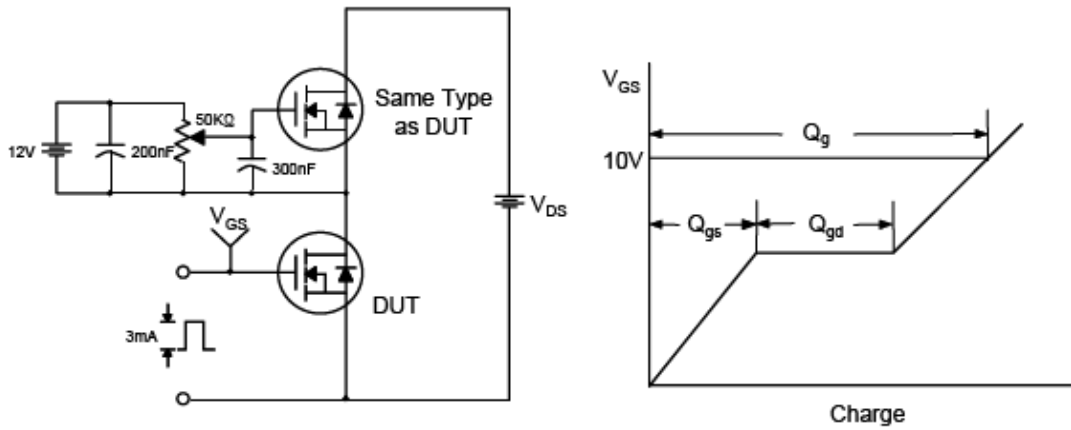 12V
200nF
50KΩ
300nF
Same Type
as DUT
V_GS
DUT
3mA
V_DS
V_GS
10V
Q_g
Q_gs
Q_gd
Charge